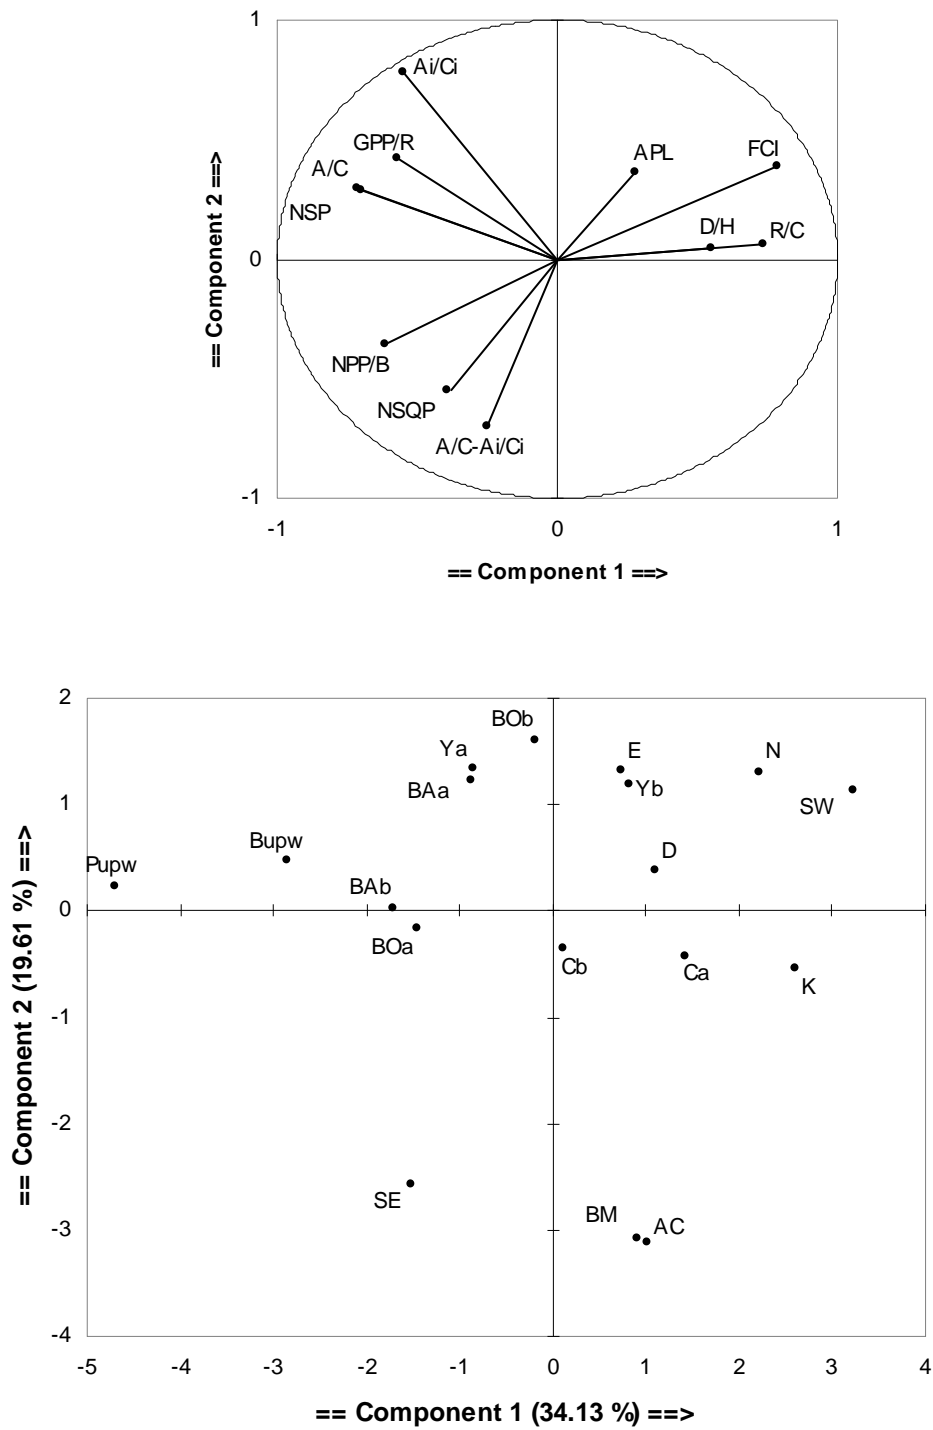 1
Ai/Ci
GPP/R
APL
FCI
A/C
NSP
D/H
R/C
0
NPP/B
NSQP
A/C-Ai/Ci
-1
-1 0 1
== Component 2 ==>
== Component 1 ==>
2
BOb
Ya
E
N
BAa
Yb
SW
1
Bupw
D
Pupw
BAb
0
BOa
Cb
Ca
K
-1
-2
SE
BM
AC
-3
-4
-5 -4 -3 -2 -1 0 1 2 3 4
== Component 2 (19.61 %) ==>
== Component 1 (34.13 %) ==>